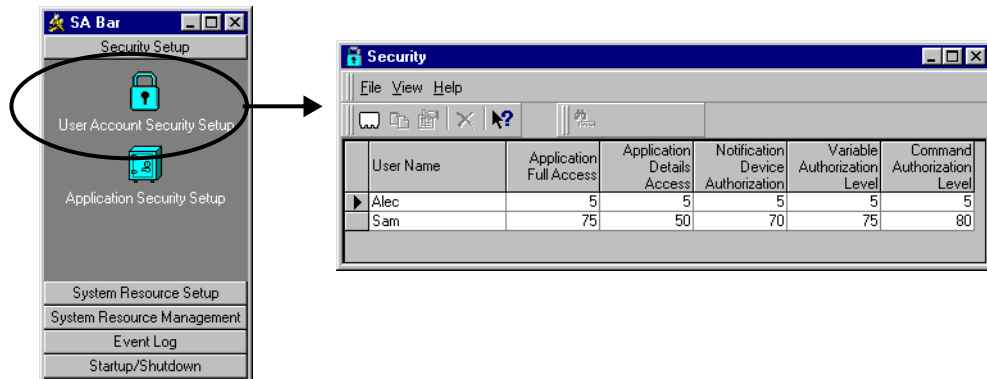 SA Bar
Security Setup
User Account Security Setup
Application Security Setup
System Resource Setup
System Resource Management
Event Log
Startup/Shutdown
Security
File View Help
User Name
Application
Full Access
Application
Details
Access
Notification
Device
Authorization
Variable
Authorization
Level
Command
Authorization
Level
Alec 5 5 5 5 5
Sam 75 50 70 75 80